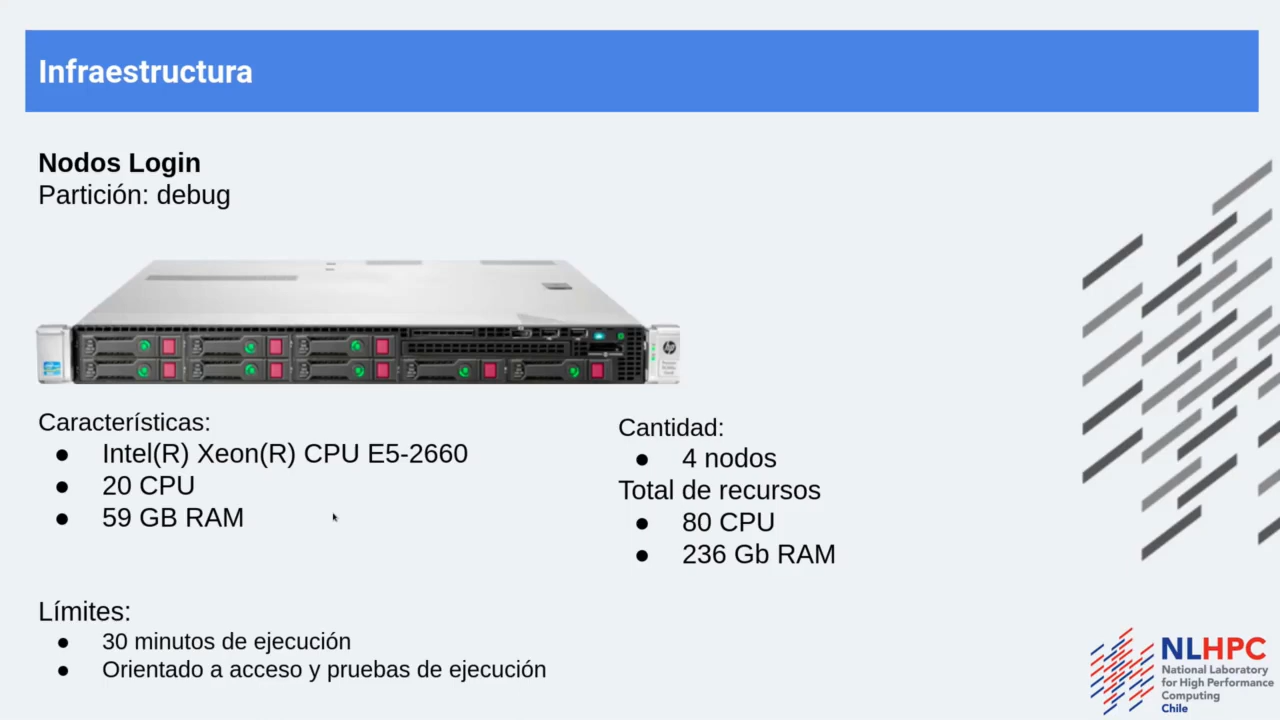 Infraestructura
Nodos Login
Partición: debug
Características:
● Intel(R) Xeon(R) CPU E5-2660
● 20 CPU
● 59 GB RAM
Cantidad:
● 4 nodos
Total de recursos
● 80 CPU
● 236 Gb RAM
Límites:
● 30 minutos de ejecución
● Orientado a acceso y pruebas de ejecución
NLHPC
National Laboratory
for High Performance
Computing
Chile